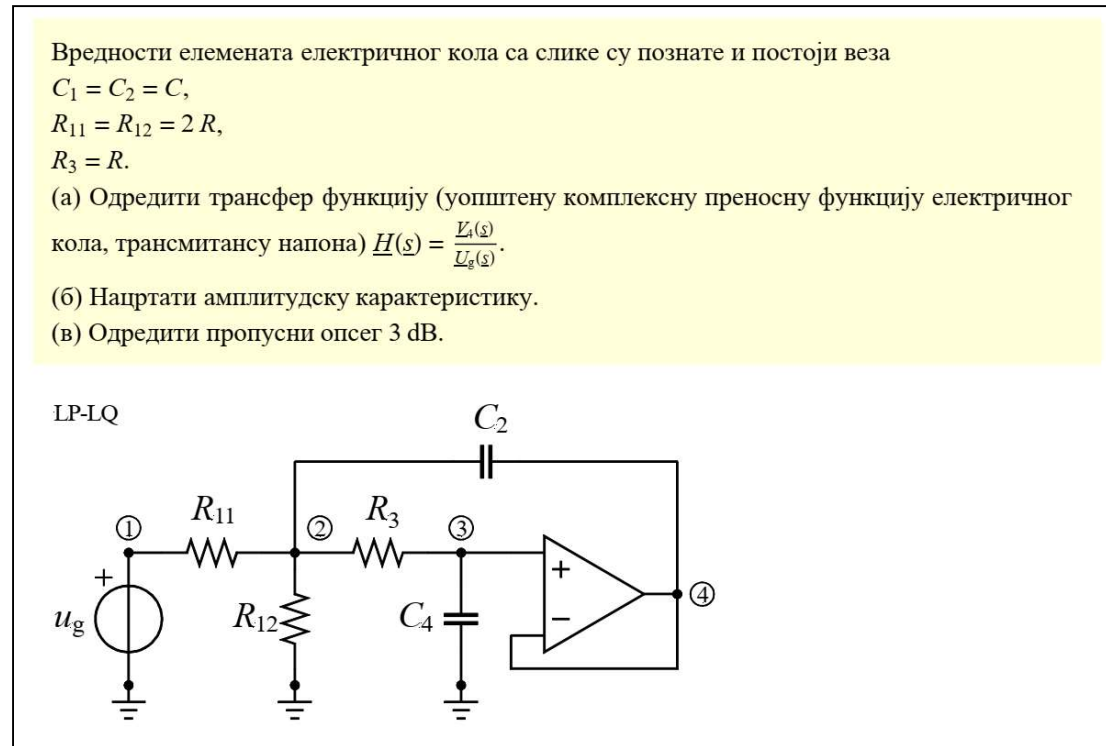 Вредности елемената електричног кола са слике су познате и постоји веза
C₁ = C₂ = C,
R₁₁ = R₁₂ = 2 R,
R₃ = R.
(а) Одредити трансфер функцију (уопштену комплексну преносну функцију електричног
кола, трансмитансу напона) H(s) = V₄(s)/U_g(s).
(б) Нацртати амплитудску карактеристику.
(в) Одредити пропусни опсег 3 dB.
LP-LQ
C₂
R₁₁
R₃
① ② ③
+ +
u_g R₁₂ C₄ − ④